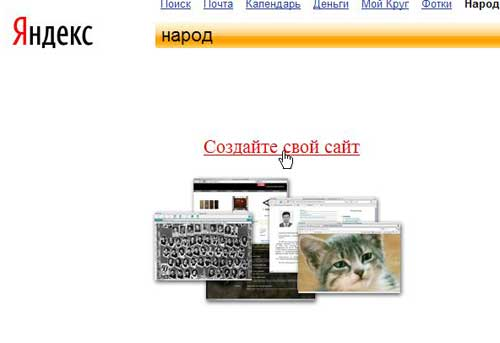 Поиск Почта Календарь Деньги Мой Круг Фотки Народ
Яндекс
народ
Создайте свой сайт